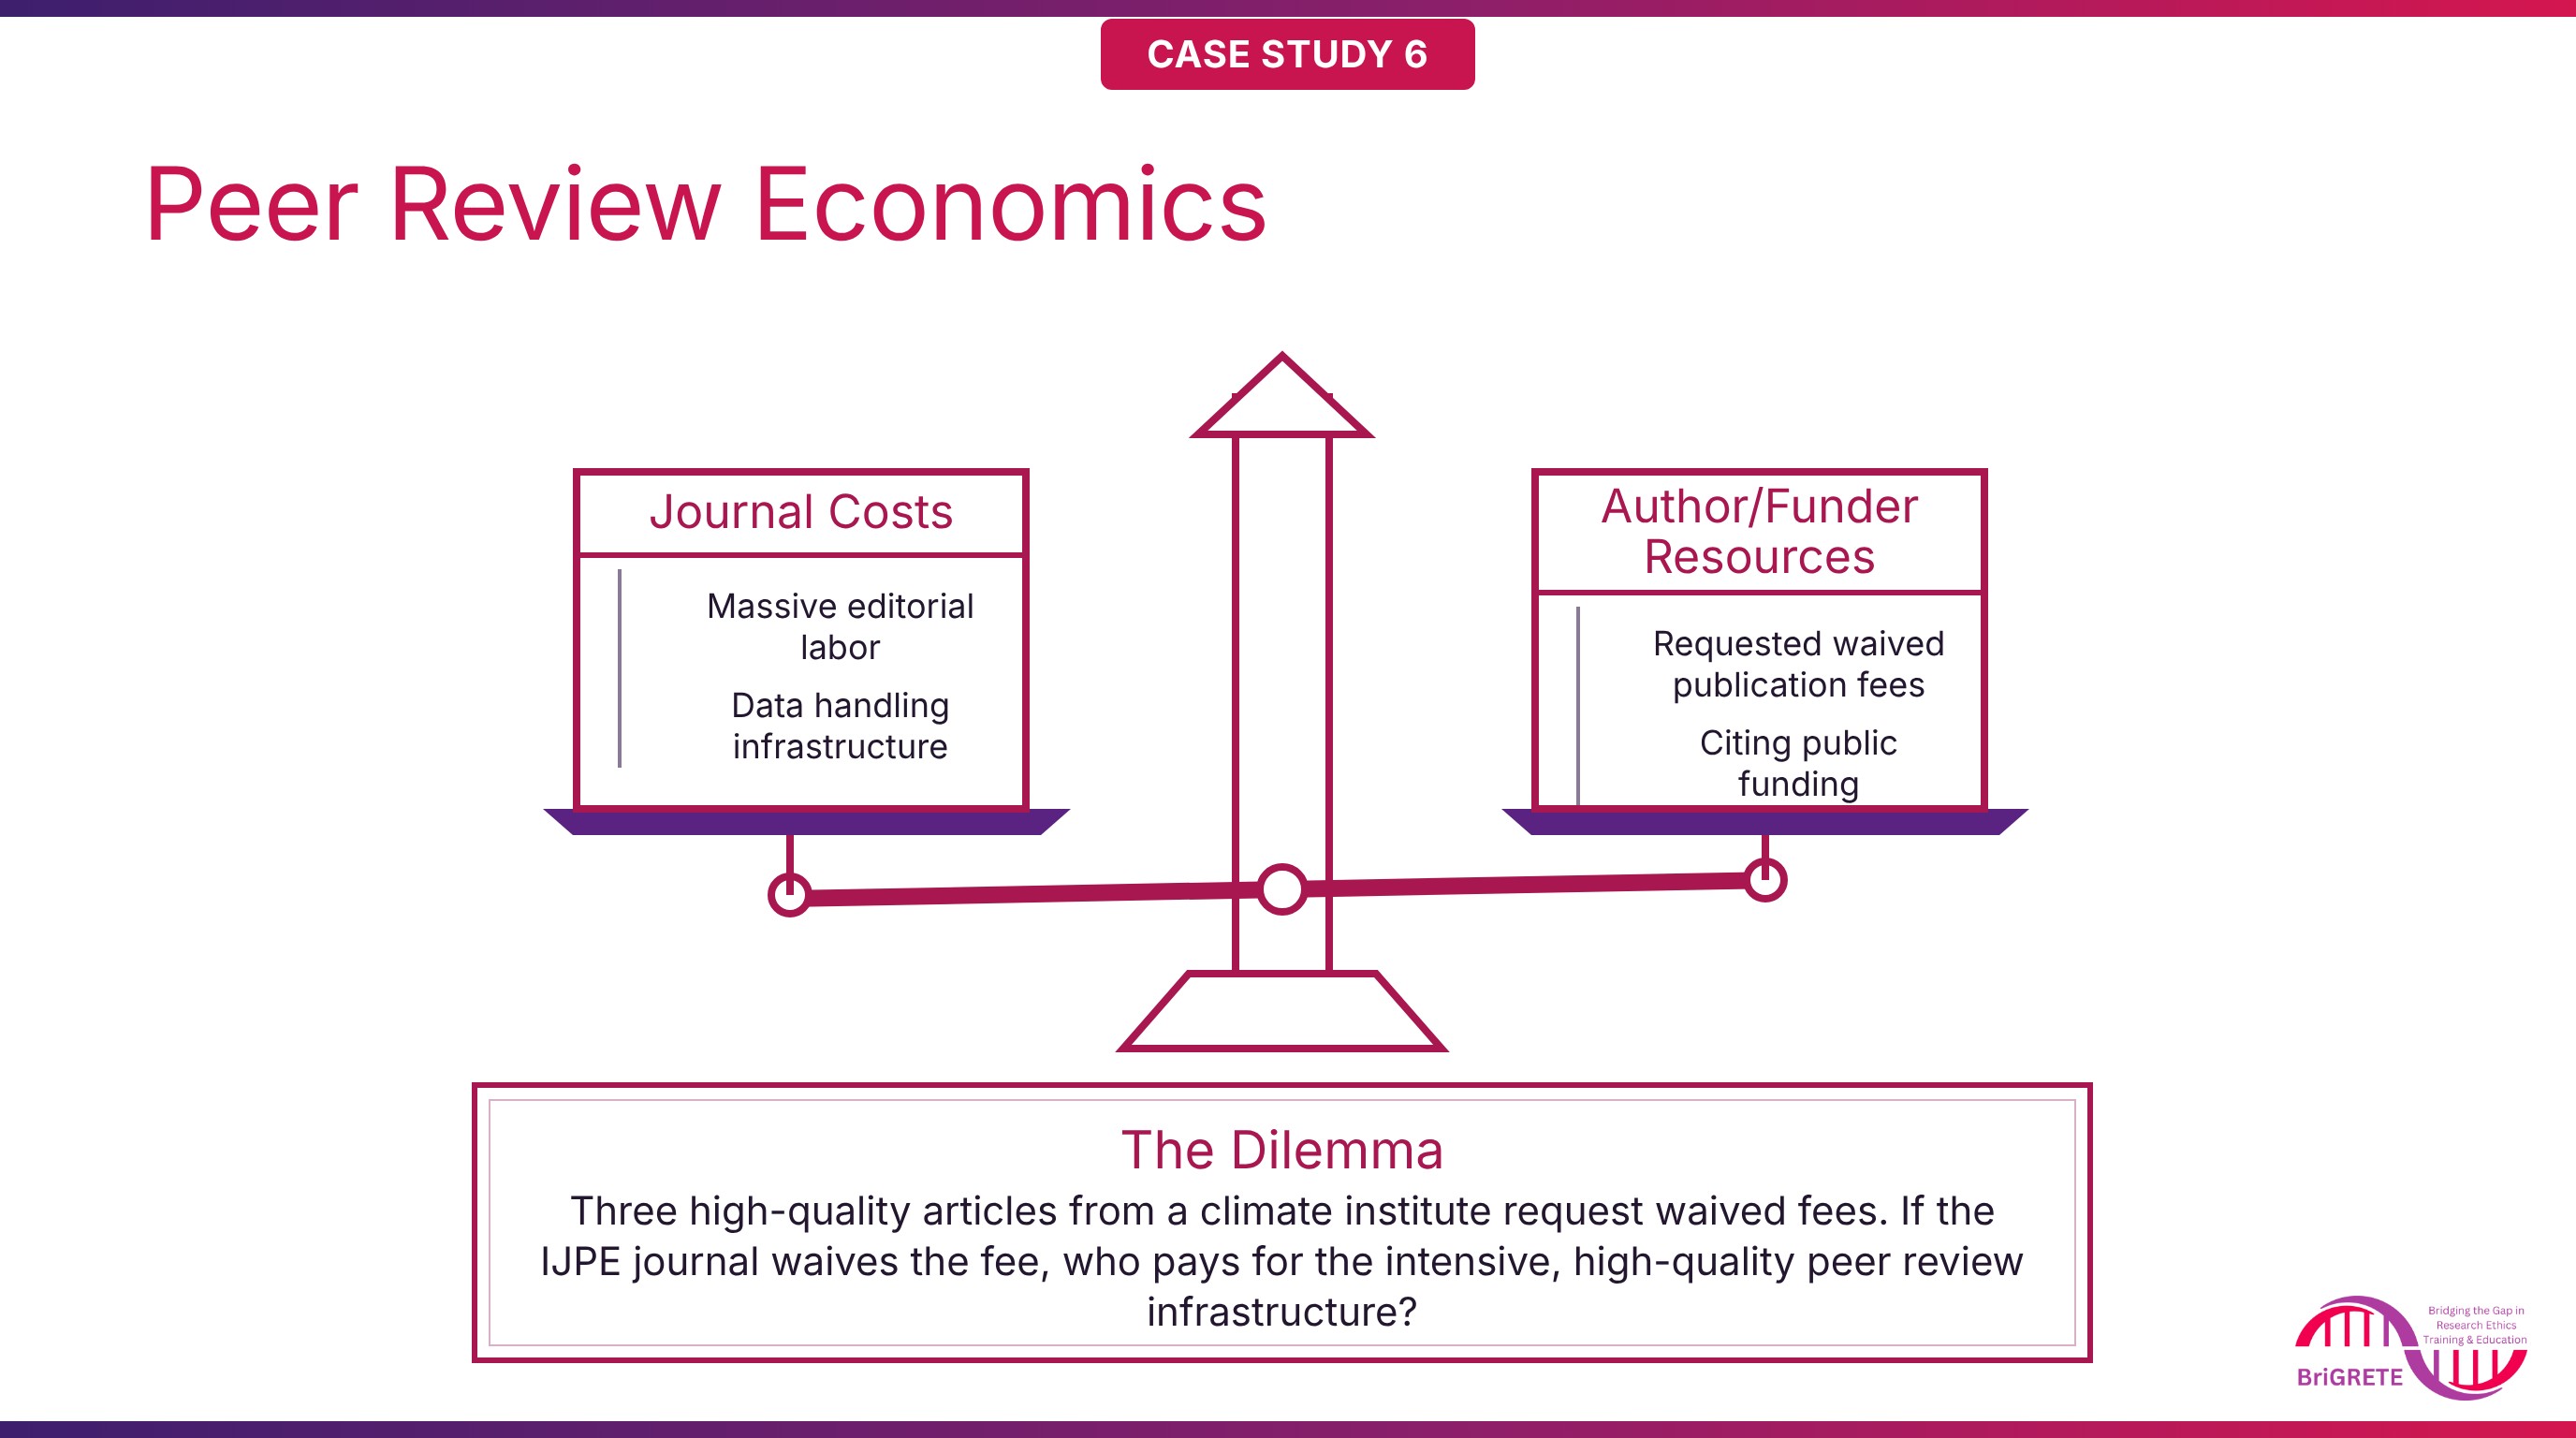 CASE STUDY 6
Peer Review Economics
Journal Costs
Massive editorial
labor
Data handling
infrastructure
Author/Funder
Resources
Requested waived
publication fees
Citing public
funding
The Dilemma
Three high-quality articles from a climate institute request waived fees. If the
IJPE journal waives the fee, who pays for the intensive, high-quality peer review
infrastructure?
Bridging the Gap in
Research Ethics
Training & Education
BriGRETE